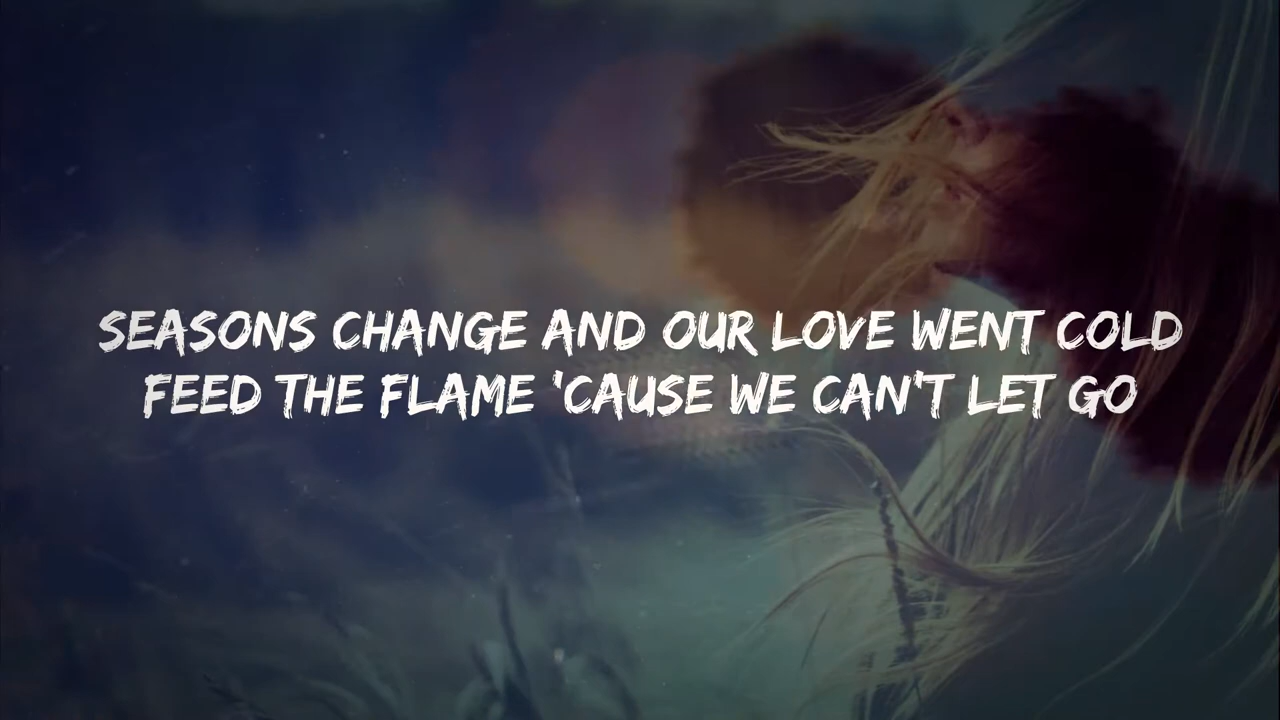 SEASONS CHANGE AND OUR LOVE WENT COLD
FEED THE FLAME 'CAUSE WE CAN'T LET GO